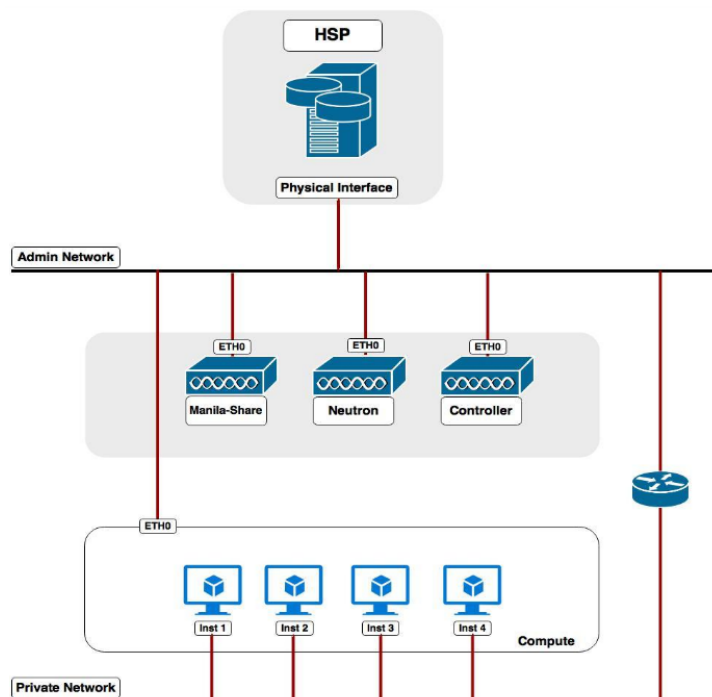 HSP
Physical Interface
Admin Network
ETH0 ETH0 ETH0
Manila-Share Neutron Controller
ETH0
Inst 1 Inst 2 Inst 3 Inst 4
Compute
Private Network